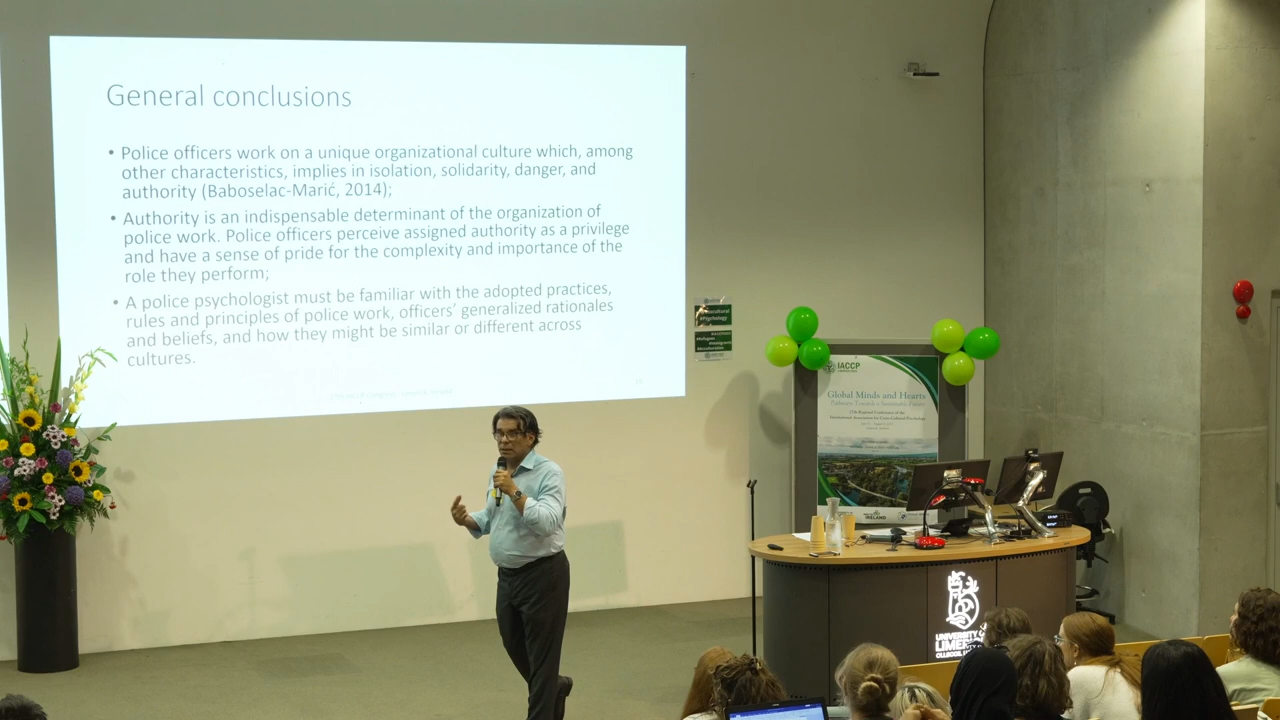 General conclusions
• Police officers work on a unique organizational culture which, among
other characteristics, implies in isolation, solidarity, danger, and
authority (Baboselac-Marić, 2014);
• Authority is an indispensable determinant of the organization of
police work. Police officers perceive assigned authority as a privilege
and have a sense of pride for the complexity and importance of the
role they perform;
• A police psychologist must be familiar with the adopted practices,
rules and principles of police work, officers’ generalized rationales
and beliefs, and how they might be similar or different across
cultures.
#Psychology
IACCP
Global Minds and Hearts
IRELAND
UNIVERSITY